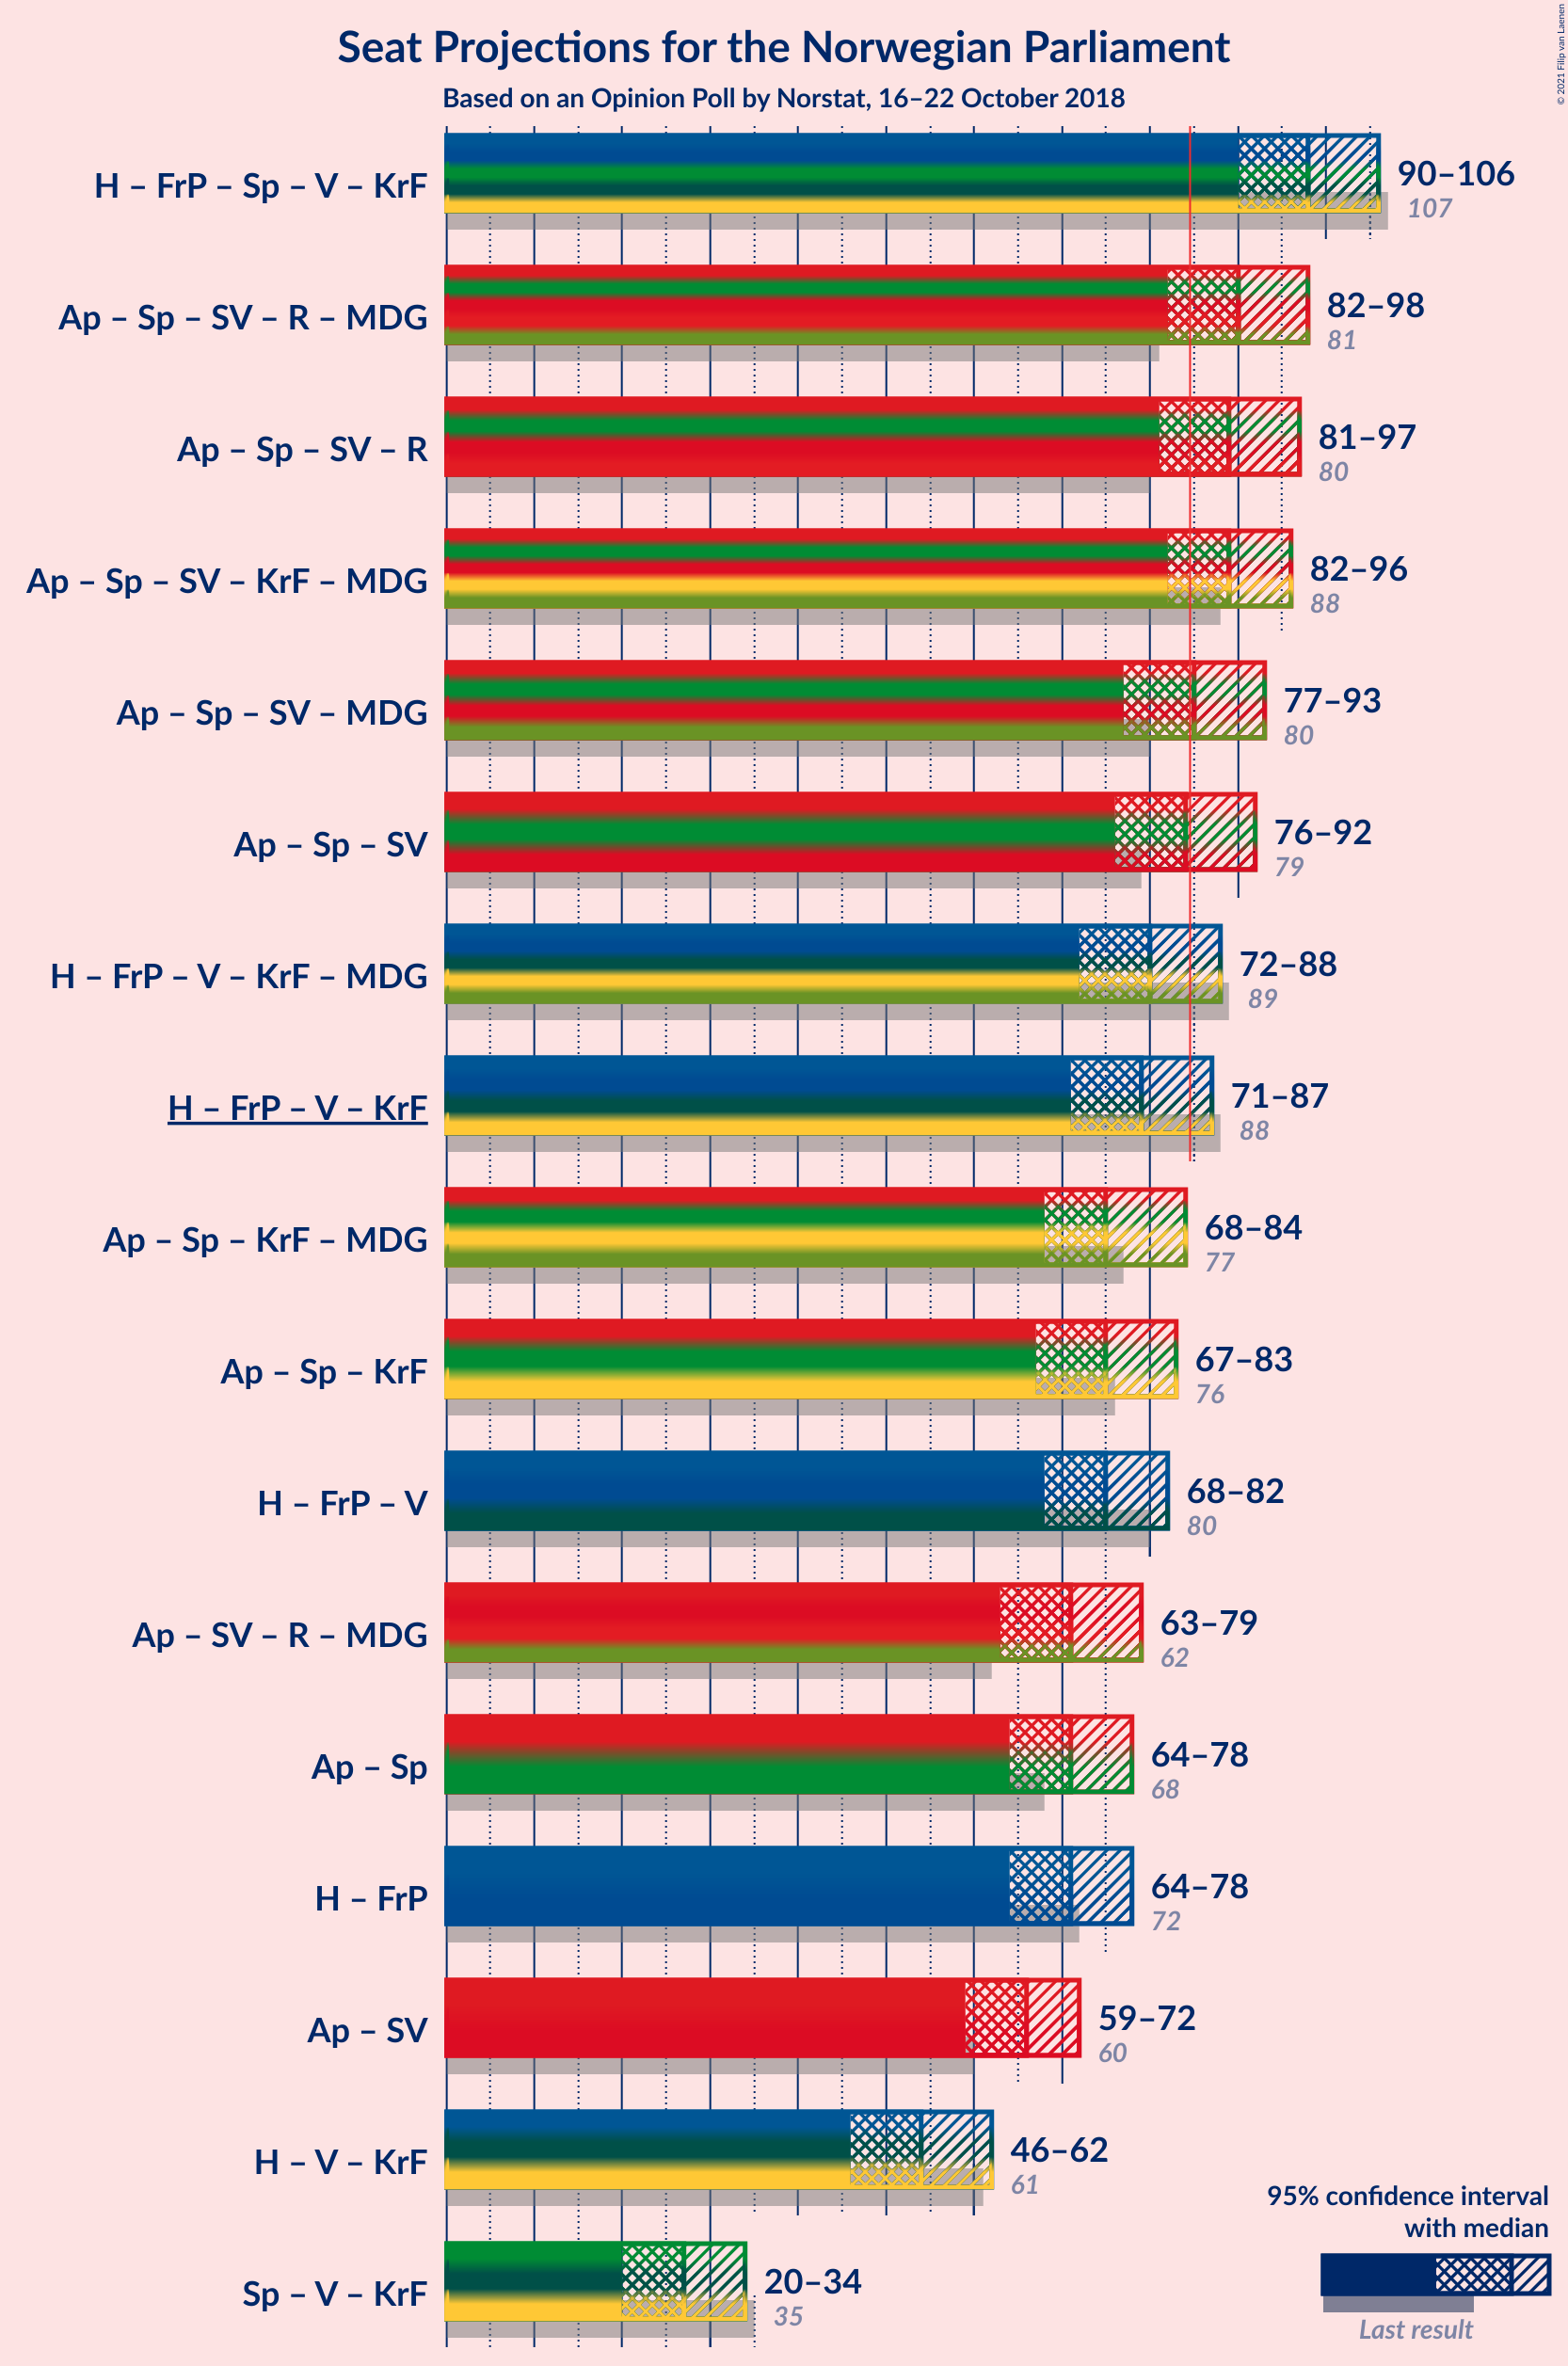 Seat Projections for the Norwegian Parliament
Based on an Opinion Poll by Norstat, 16–22 October 2018
© 2021 Filip van Laenen
H – FrP – Sp – V – KrF
90–106
107
Ap – Sp – SV – R – MDG
82–98
81
Ap – Sp – SV – R
81–97
80
Ap – Sp – SV – KrF – MDG
82–96
88
Ap – Sp – SV – MDG
77–93
80
Ap – Sp – SV
76–92
79
H – FrP – V – KrF – MDG
72–88
89
H – FrP – V – KrF
71–87
88
Ap – Sp – KrF – MDG
68–84
77
Ap – Sp – KrF
67–83
76
H – FrP – V
68–82
80
Ap – SV – R – MDG
63–79
62
Ap – Sp
64–78
68
H – FrP
64–78
72
Ap – SV
59–72
60
H – V – KrF
46–62
61
Sp – V – KrF
20–34
35
95% confidence interval
with median
Last result